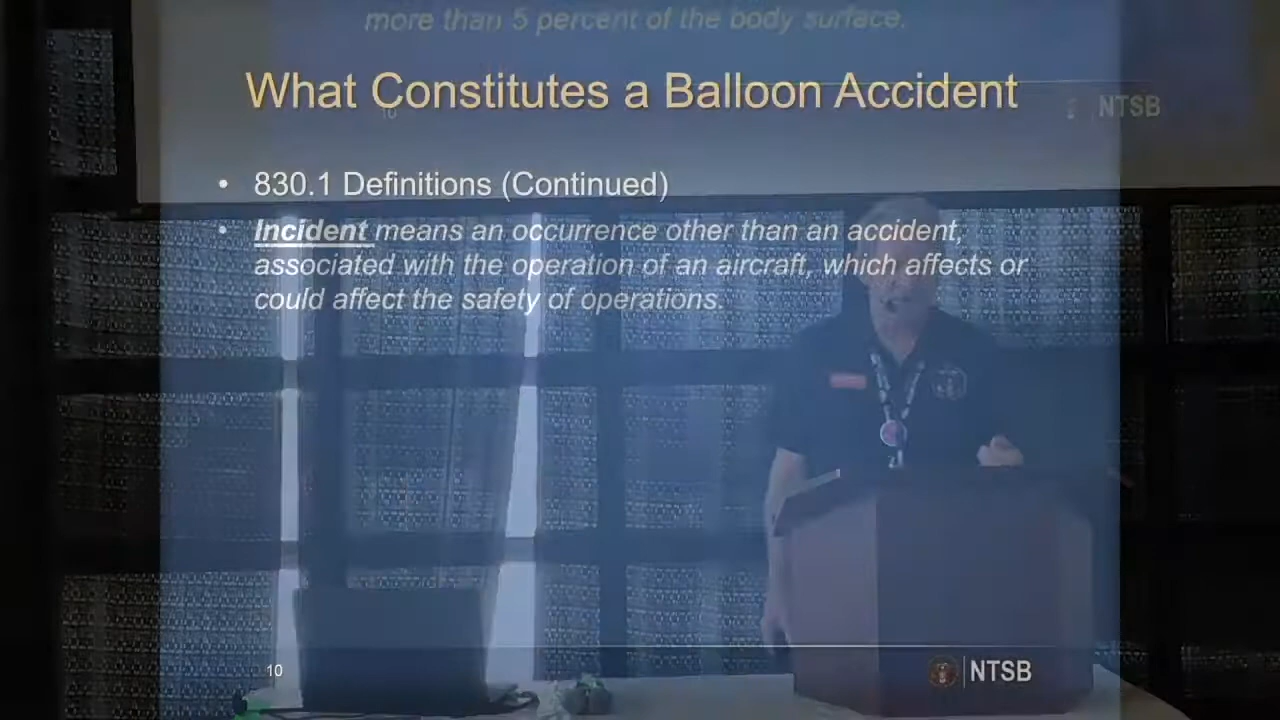 more than 5 percent of the body surface.
What Constitutes a Balloon Accident
10
NTSB
• 830.1 Definitions (Continued)
• Incident means an occurrence other than an accident,
associated with the operation of an aircraft, which affects or
could affect the safety of operations.
10
NTSB